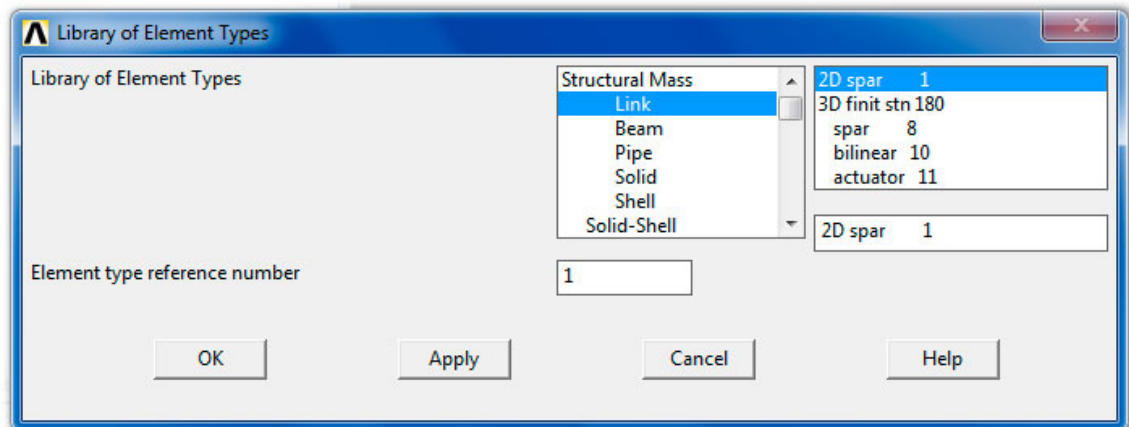 Library of Element Types
Library of Element Types
Structural Mass
Link
Beam
Pipe
Solid
Shell
Solid-Shell
2D spar 1
3D finit stn 180
spar 8
bilinear 10
actuator 11
2D spar 1
Element type reference number
1
OK
Apply
Cancel
Help